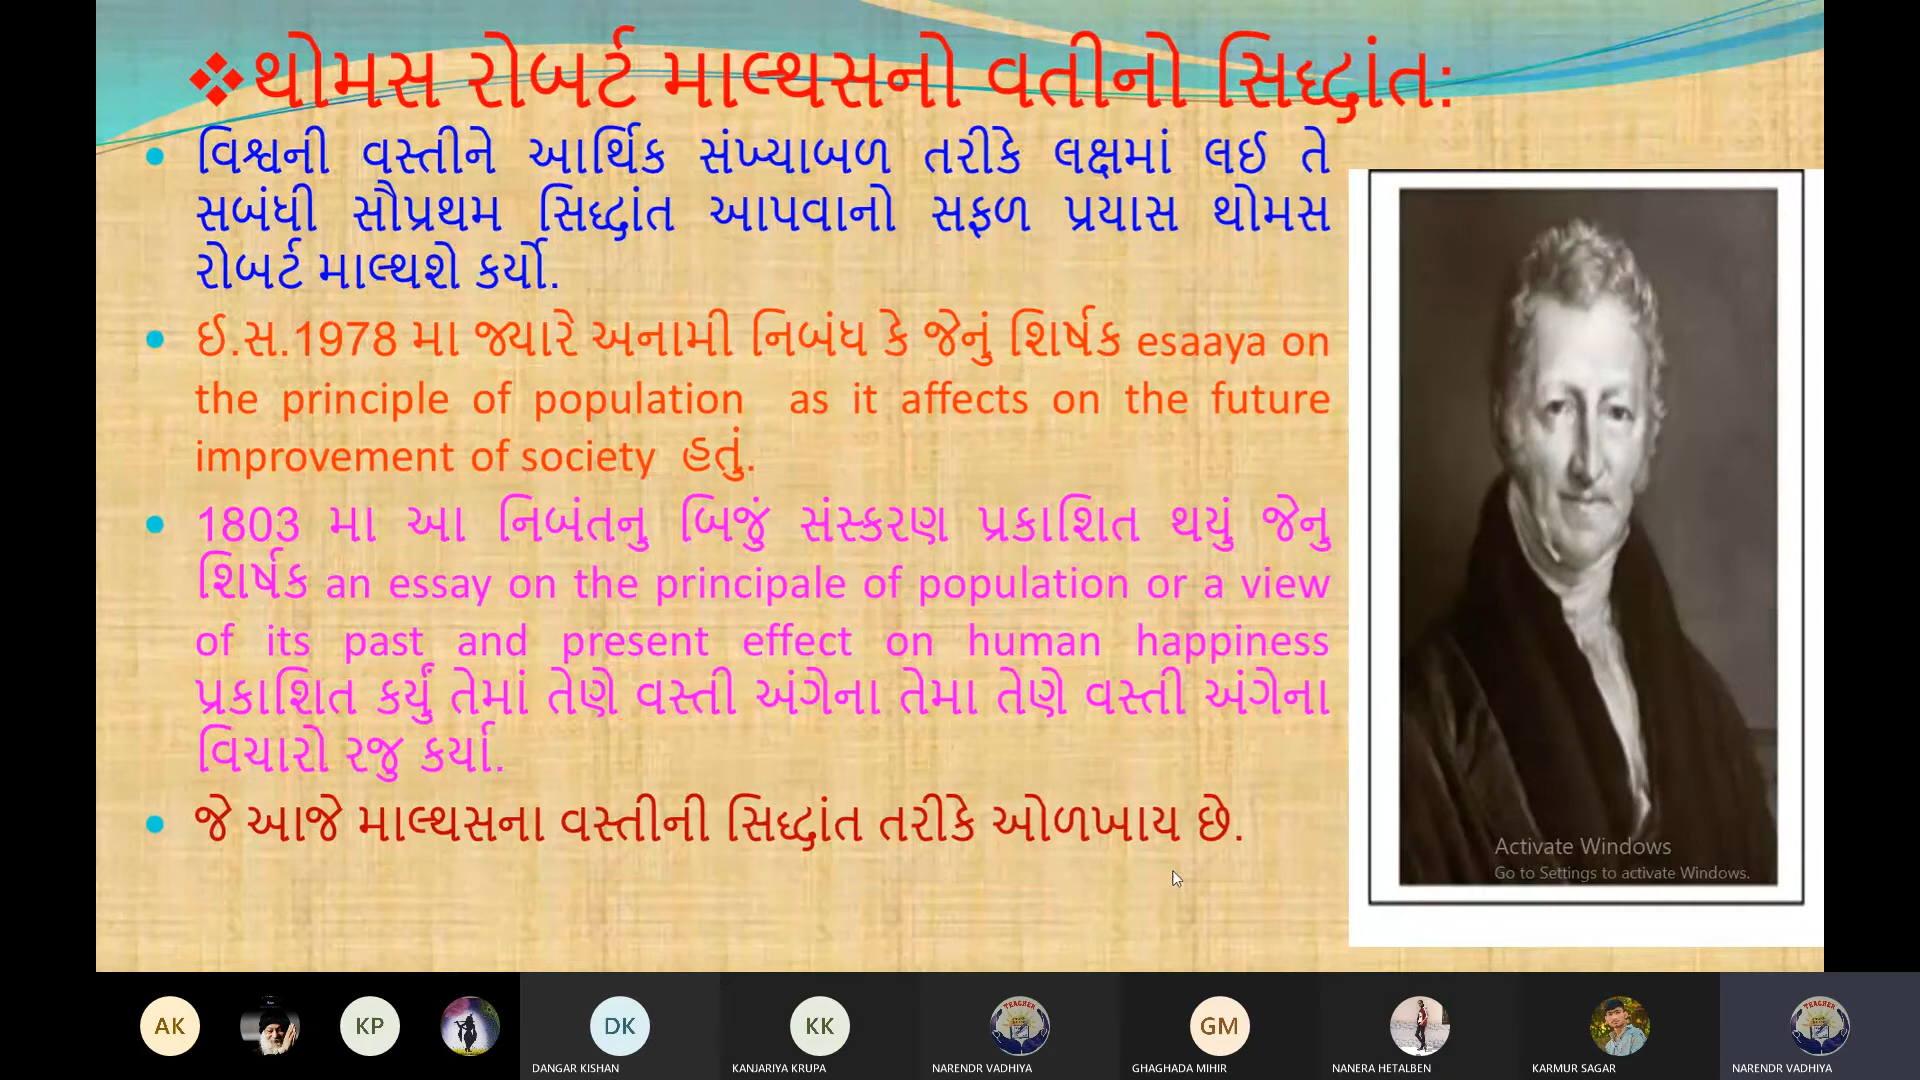 ❖થોમસ રોબર્ટ માલ્થસનો વતીનો સિદ્ધાંત:
• વિશ્વની વસ્તીને આર્થિક સંખ્યાબળ તરીકે લક્ષમાં લઈ તે
સબંધી સૌપ્રથમ સિદ્ધાંત આપવાનો સફળ પ્રયાસ થોમસ
રોબર્ટ માલ્થશે કર્યો.
• ઈ.સ.1978 મા જ્યારે અનામી નિબંધ કે જેનું શિર્ષક esaaya on
the principle of population as it affects on the future
improvement of society હતું.
• 1803 મા આ નિબંતનુ બિજું સંસ્કરણ પ્રકાશિત થયું જેનુ
શિર્ષક an essay on the principale of population or a view
of its past and present effect on human happiness
પ્રકાશિત કર્યું તેમાં તેણે વસ્તી અંગેના તેમા તેણે વસ્તી અંગેના
વિચારો રજુ કર્યા.
• જે આજે માલ્થસના વસ્તીની સિદ્ધાંત તરીકે ઓળખાય છે.
Activate Windows
Go to Settings to activate Windows.
AK
KP
DK
KK
TEACHER
GM
TEACHER
DANGAR KISHAN
KANJARIYA KRUPA
NARENDR VADHIYA
GHAGHADA MIHIR
NANERA HETALBEN
KARMUR SAGAR
NARENDR VADHIYA